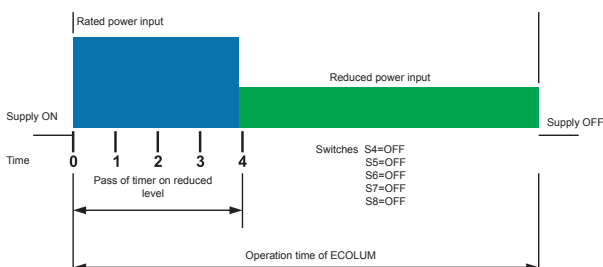 Rated power input
Reduced power input
Supply ON
Supply OFF
Time
0 1 2 3 4
Switches S4=OFF
S5=OFF
S6=OFF
S7=OFF
S8=OFF
Pass of timer on reduced
level
Operation time of ECOLUM